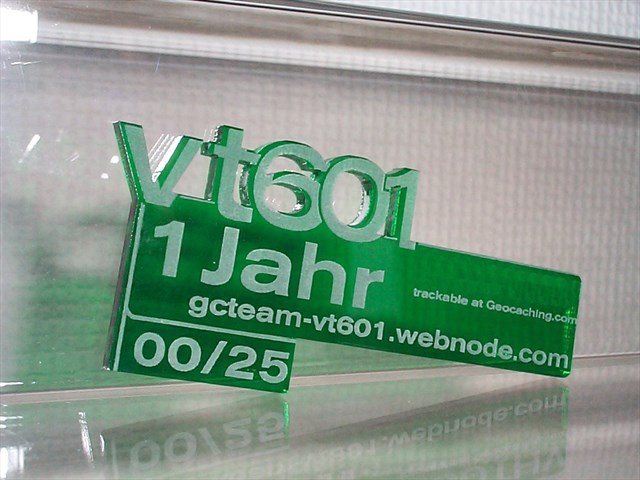 vt601
1 Jahr
trackable at Geocaching.com
gcteam-vt601.webnode.com
00/25